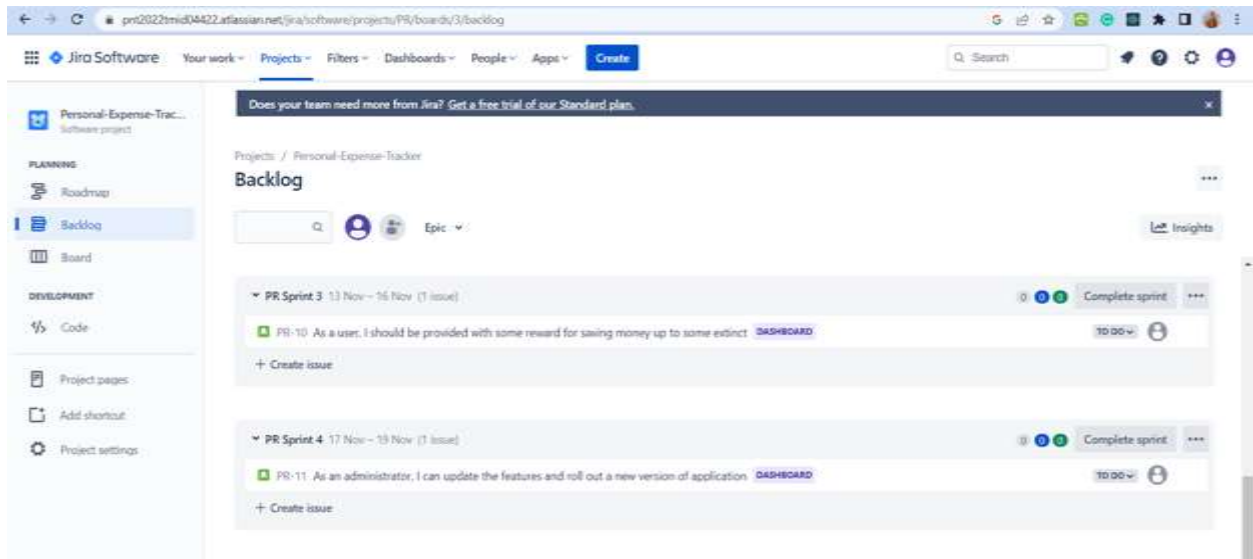 pnt2022tmid04422.atlassian.net/jira/software/projects/PR/boards/3/backlog
Jira Software Your work Projects Filters Dashboards People Apps Create Search
Does your team need more from Jira? Get a free trial of our Standard plan.
Personal-Expense-Trac...
Software project
PLANNING
Roadmap
Backlog
Board
DEVELOPMENT
Code
Project pages
Add shortcut
Project settings
Projects / Personal-Expense-Tracker
Backlog
Epic Insights
PR Sprint 3 13 Nov – 16 Nov (1 issue) 0 0 0 Complete sprint
PR-10 As a user, I should be provided with some reward for saving money up to some extinct DASHBOARD TO DO
+ Create issue
PR Sprint 4 17 Nov – 19 Nov (1 issue) 0 0 0 Complete sprint
PR-11 As an administrator, I can update the features and roll out a new version of application DASHBOARD TO DO
+ Create issue